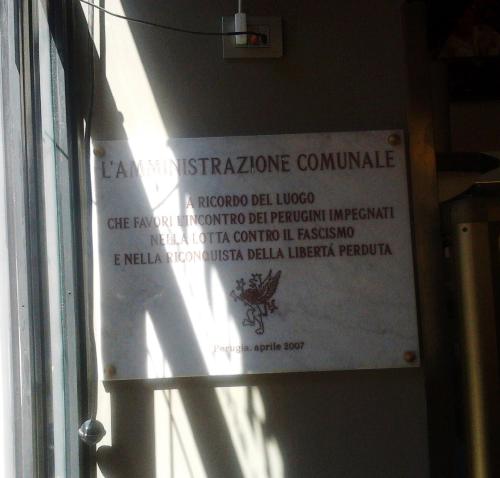 L'AMMINISTRAZIONE COMUNALE
A RICORDO DEL LUOGO
CHE FAVORÌ L'INCONTRO DEI PERUGINI IMPEGNATI
NELLA LOTTA CONTRO IL FASCISMO
E NELLA RICONQUISTA DELLA LIBERTÁ PERDUTA
Perugia, aprile 2007